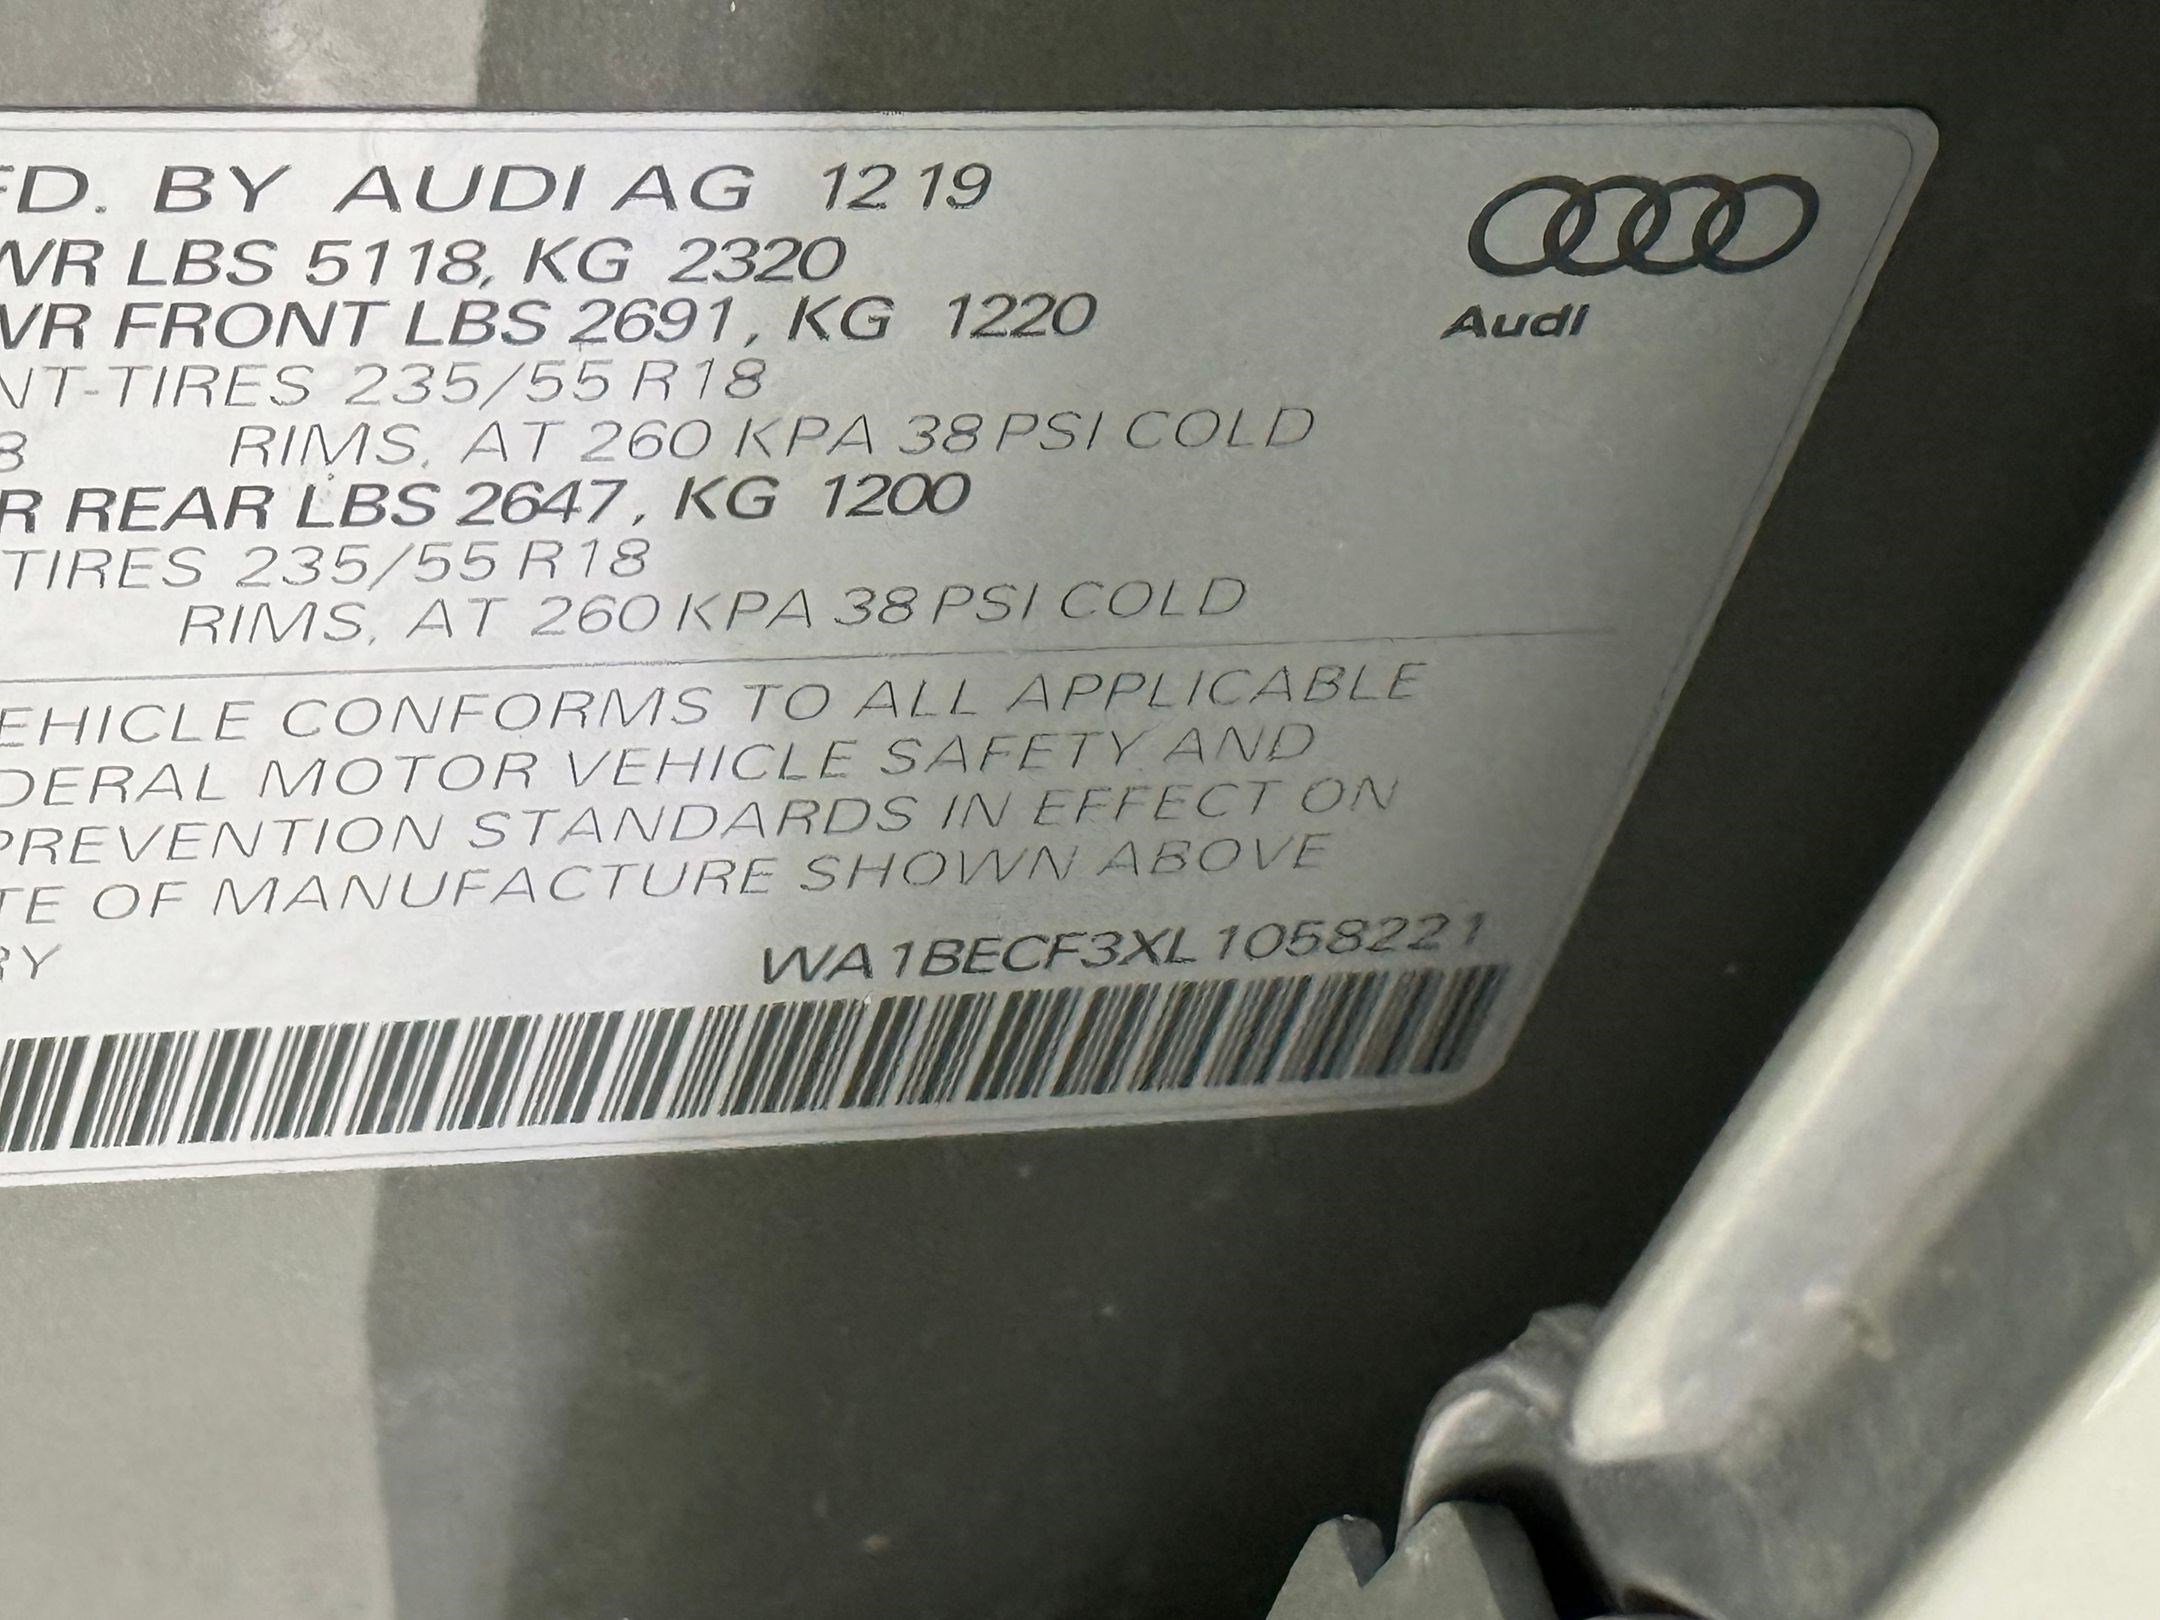 FD. BY AUDI AG 12 19
WR LBS 5118, KG 2320
WR FRONT LBS 2691, KG 1220
NT-TIRES 235/55 R18
8 RIMS, AT 260 KPA 38 PSI COLD
R REAR LBS 2647, KG 1200
TIRES 235/55 R18
RIMS, AT 260 KPA 38 PSI COLD
EHICLE CONFORMS TO ALL APPLICABLE
DERAL MOTOR VEHICLE SAFETY AND
PREVENTION STANDARDS IN EFFECT ON
TE OF MANUFACTURE SHOWN ABOVE
RY
WA1BECF3XL1058221
Audi